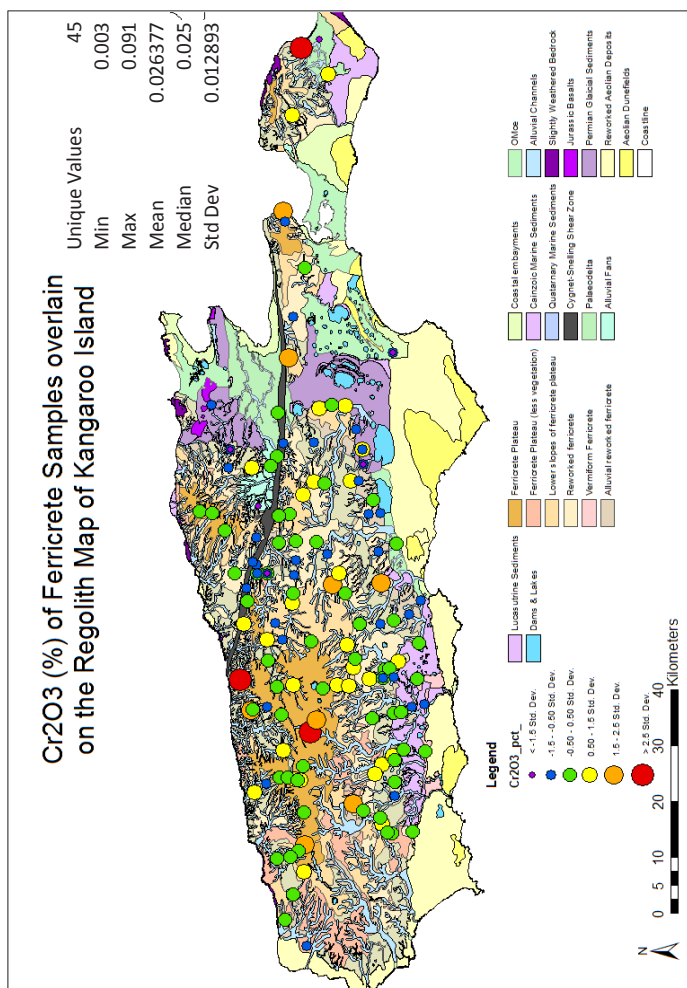 Cr2O3 (%) of Ferricrete Samples overlain
on the Regolith Map of Kangaroo Island
Unique Values 45
Min 0.003
Max 0.091
Mean 0.026377
Median 0.025
Std Dev 0.012893
Legend
Cr2O3_pct_
< -1.5 Std. Dev.
-1.5 - -0.50 Std. Dev.
-0.50 - 0.50 Std. Dev.
0.50 - 1.5 Std. Dev.
1.5 - 2.5 Std. Dev.
> 2.5 Std. Dev.
Lucasutrine Sediments
Dams & Lakes
Ferricrete Plateau
Ferricrete Plateau (less vegetation)
Lower slopes of ferricrete plateau
Reworked ferricrete
Vermiform Ferricrete
Alluvial reworked ferricrete
Coastal embayments
Cainzoic Marine Sediments
Quatarnary Marine Sediments
Cygnet-Snelling Shear Zone
Palaeodelta
Alluvial Fans
OMoe
Alluvial Channels
Slightly Weathered Bedrock
Jurassic Basalts
Permian Glaicial Sediments
Reworked Aeolian Deposits
Aeolian Dunefields
Coastline
N
0 5 10 20 30 40
Kilometers